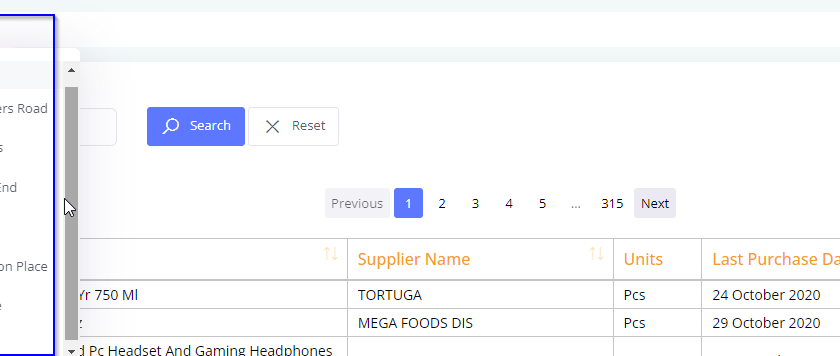 ers Road
Search Reset
s
End
Previous 1 2 3 4 5 ... 315 Next
Supplier Name Units Last Purchase Da
on Place
Yr 750 Ml TORTUGA Pcs 24 October 2020
e
z MEGA FOODS DIS Pcs 29 October 2020
d Pc Headset And Gaming Headphones